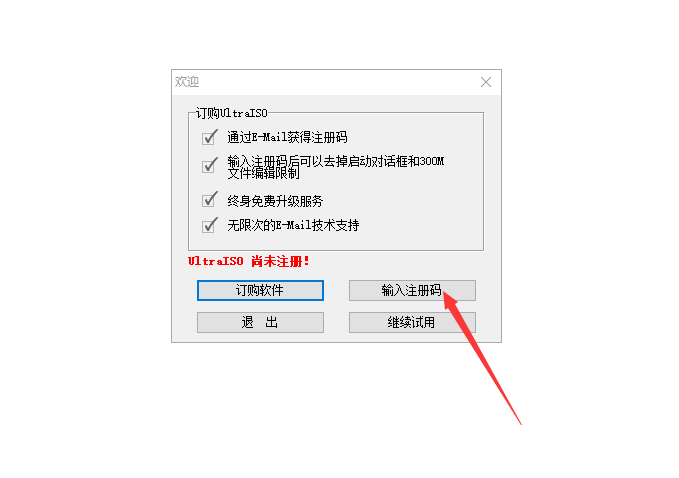 欢迎
订购UltraISO
通过E-Mail获得注册码
输入注册码后可以去掉启动对话框和300M
文件编辑限制
终身免费升级服务
无限次的E-Mail技术支持
UltraISO 尚未注册!
订购软件 输入注册码
退 出 继续试用